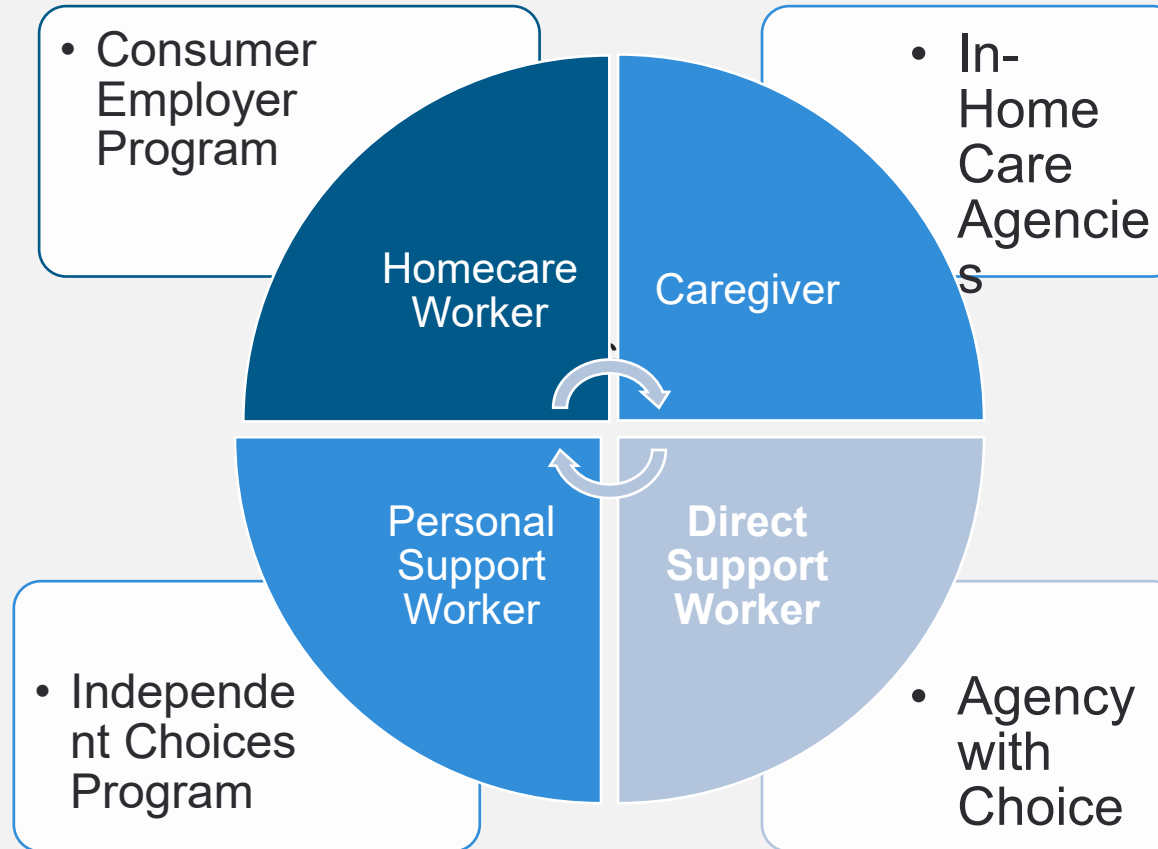 • Consumer
Employer
Program
• In-
Home
Care
Agencie
s
Homecare
Worker
Caregiver
Personal
Support
Worker
Direct
Support
Worker
• Independe
nt Choices
Program
• Agency
with
Choice